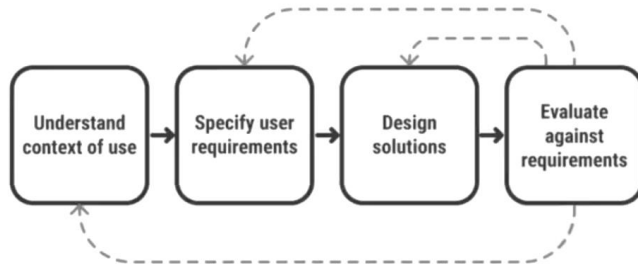 Understand
context of use
Specify user
requirements
Design
solutions
Evaluate
against
requirements